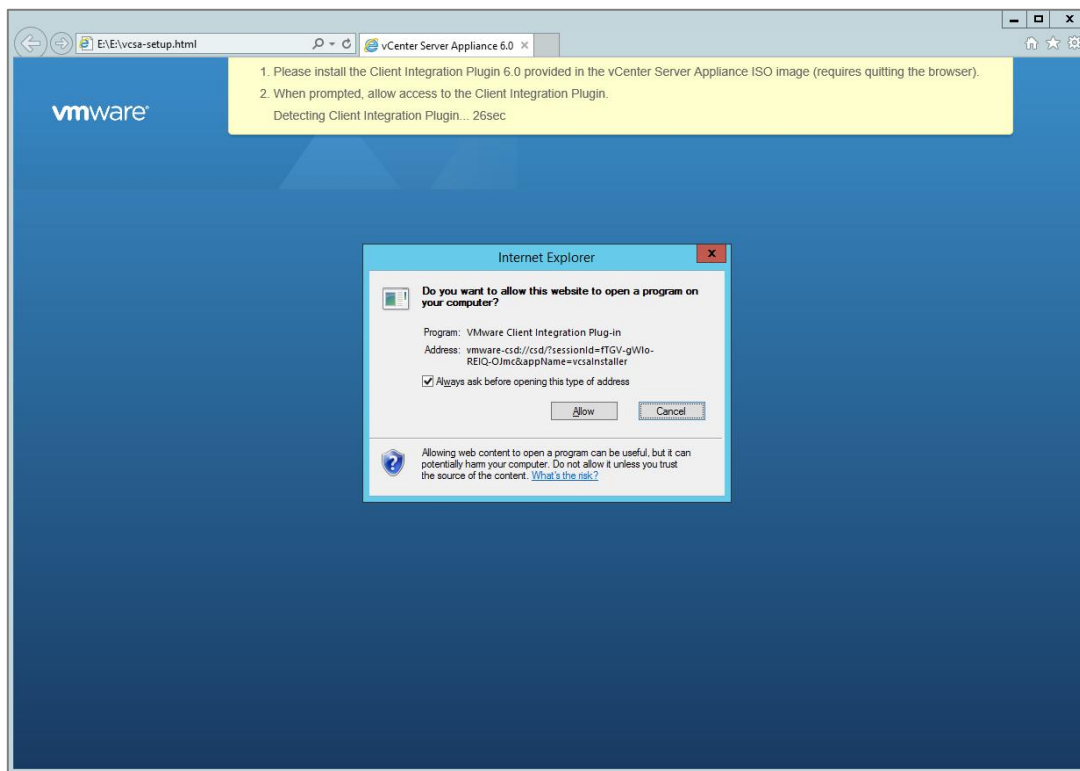 E:\E:\vcsa-setup.html
vCenter Server Appliance 6.0
1. Please install the Client Integration Plugin 6.0 provided in the vCenter Server Appliance ISO image (requires quitting the browser).
2. When prompted, allow access to the Client Integration Plugin.
Detecting Client Integration Plugin... 26sec
vmware
Internet Explorer
Do you want to allow this website to open a program on
your computer?
Program: VMware Client Integration Plug-in
Address: vmware-csd://csd/?sessionId=fTGV-gWIo-
REIQ-OJmc&appName=vcsaInstaller
Always ask before opening this type of address
Allow Cancel
Allowing web content to open a program can be useful, but it can
potentially harm your computer. Do not allow it unless you trust
the source of the content. What's the risk?